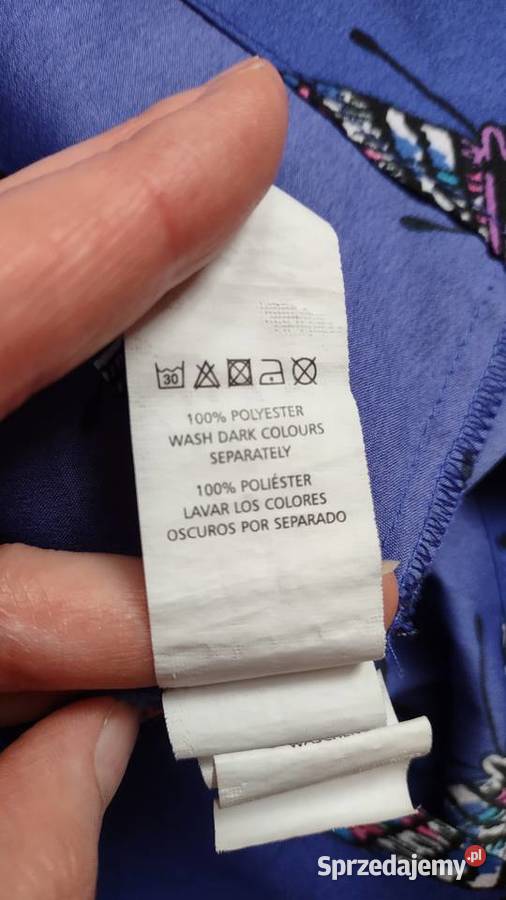 30
100% POLYESTER
WASH DARK COLOURS
SEPARATELY
100% POLIÉSTER
LAVAR LOS COLORES
OSCUROS POR SEPARADO
Sprzedajemy.pl